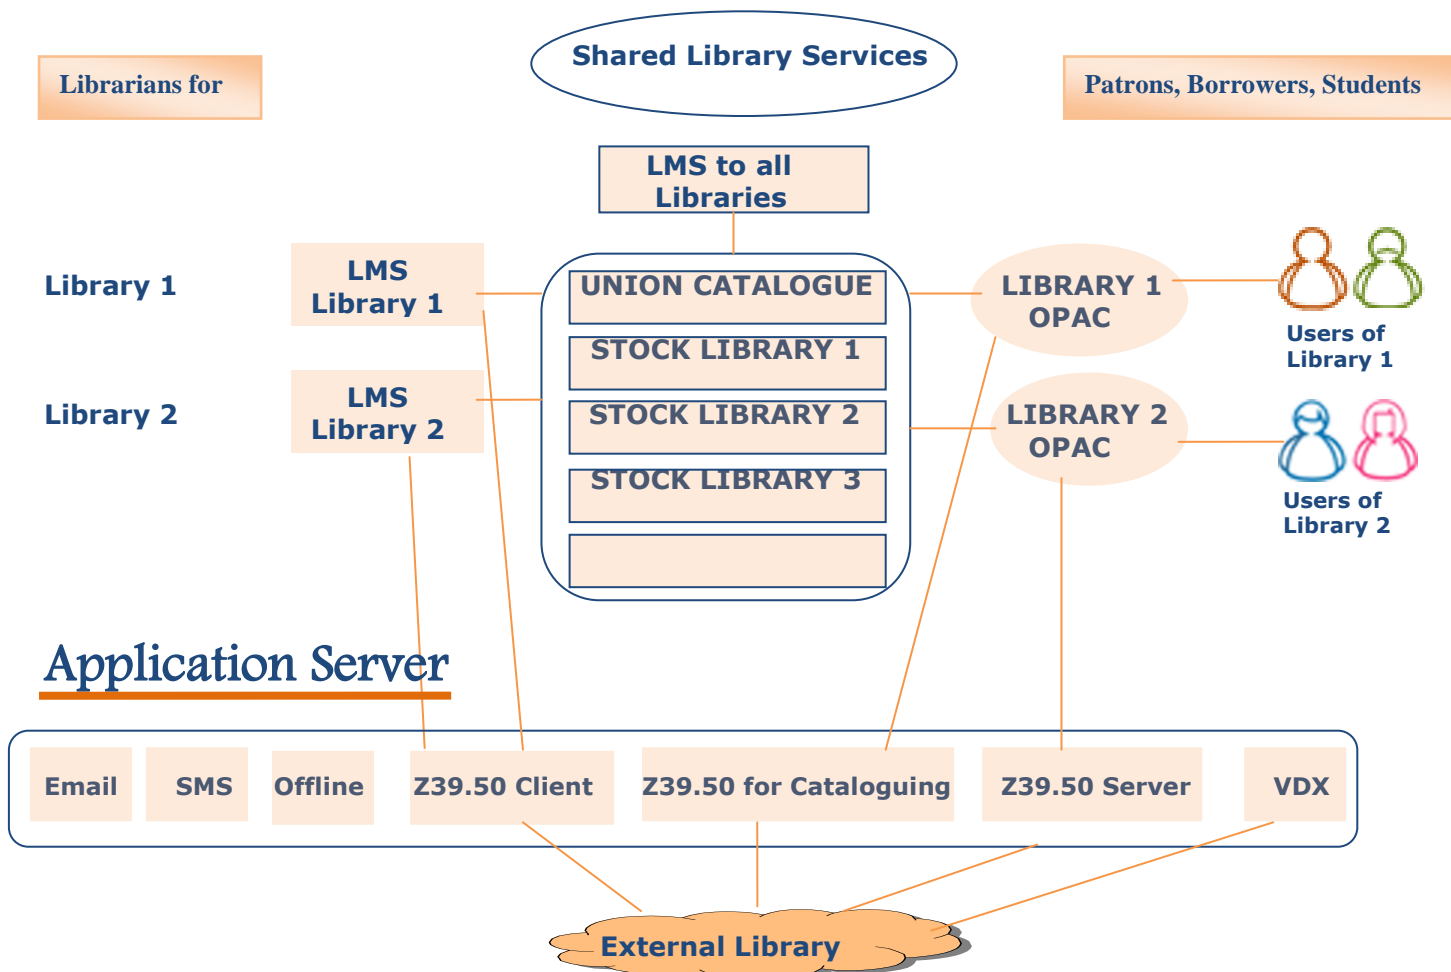 Shared Library Services
Librarians for
Patrons, Borrowers, Students
LMS to all
Libraries
Library 1
LMS
Library 1
UNION CATALOGUE
LIBRARY 1
OPAC
Users of
Library 1
STOCK LIBRARY 1
Library 2
LMS
Library 2
STOCK LIBRARY 2
LIBRARY 2
OPAC
Users of
Library 2
STOCK LIBRARY 3
Application Server
Email
SMS
Offline
Z39.50 Client
Z39.50 for Cataloguing
Z39.50 Server
VDX
External Library